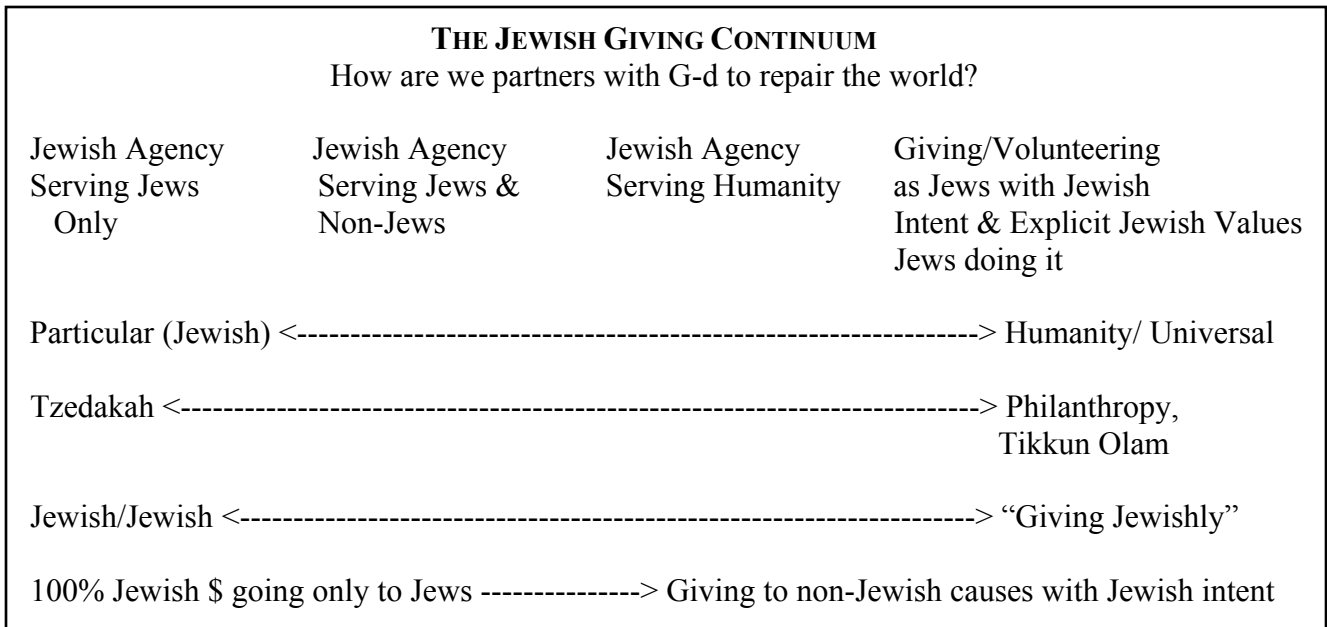 THE JEWISH GIVING CONTINUUM
How are we partners with G-d to repair the world?
Jewish Agency Jewish Agency Jewish Agency Giving/Volunteering
Serving Jews Serving Jews & Serving Humanity as Jews with Jewish
Only Non-Jews Intent & Explicit Jewish Values
Jews doing it
Particular (Jewish) <----------------------------------------------------------------> Humanity/ Universal
Tzedakah <---------------------------------------------------------------------------> Philanthropy,
Tikkun Olam
Jewish/Jewish <---------------------------------------------------------------------> “Giving Jewishly”
100% Jewish $ going only to Jews ---------------> Giving to non-Jewish causes with Jewish intent